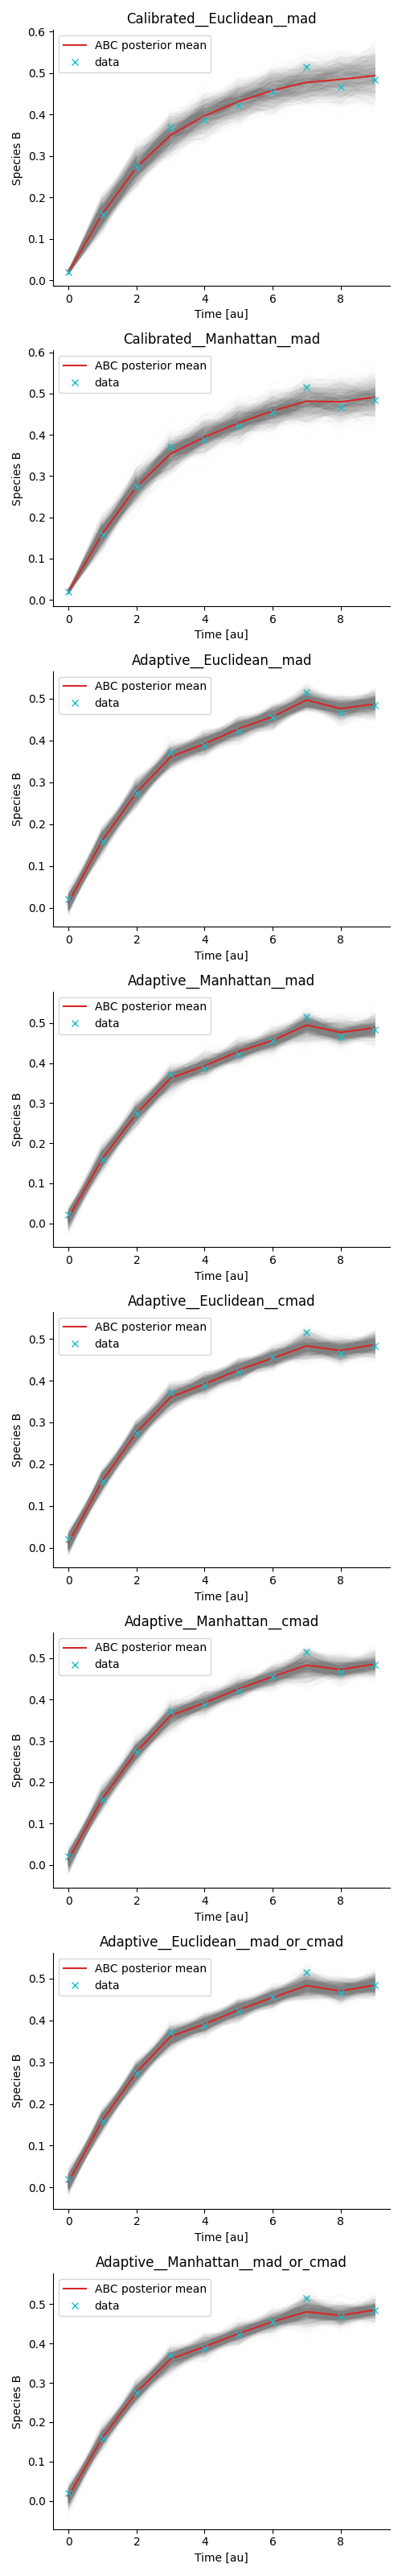 Calibrated__Euclidean__mad
0.6
0.5
0.4
0.3
0.2
0.1
0.0
Species B
ABC posterior mean
data
0 2 4 6 8
Time [au]
Calibrated__Manhattan__mad
0.6
0.5
0.4
0.3
0.2
0.1
0.0
Species B
ABC posterior mean
data
0 2 4 6 8
Time [au]
Adaptive__Euclidean__mad
0.5
0.4
0.3
0.2
0.1
0.0
Species B
ABC posterior mean
data
0 2 4 6 8
Time [au]
Adaptive__Manhattan__mad
0.5
0.4
0.3
0.2
0.1
0.0
Species B
ABC posterior mean
data
0 2 4 6 8
Time [au]
Adaptive__Euclidean__cmad
0.5
0.4
0.3
0.2
0.1
0.0
Species B
ABC posterior mean
data
0 2 4 6 8
Time [au]
Adaptive__Manhattan__cmad
0.5
0.4
0.3
0.2
0.1
0.0
Species B
ABC posterior mean
data
0 2 4 6 8
Time [au]
Adaptive__Euclidean__mad_or_cmad
0.5
0.4
0.3
0.2
0.1
0.0
Species B
ABC posterior mean
data
0 2 4 6 8
Time [au]
Adaptive__Manhattan__mad_or_cmad
0.5
0.4
0.3
0.2
0.1
0.0
Species B
ABC posterior mean
data
0 2 4 6 8
Time [au]